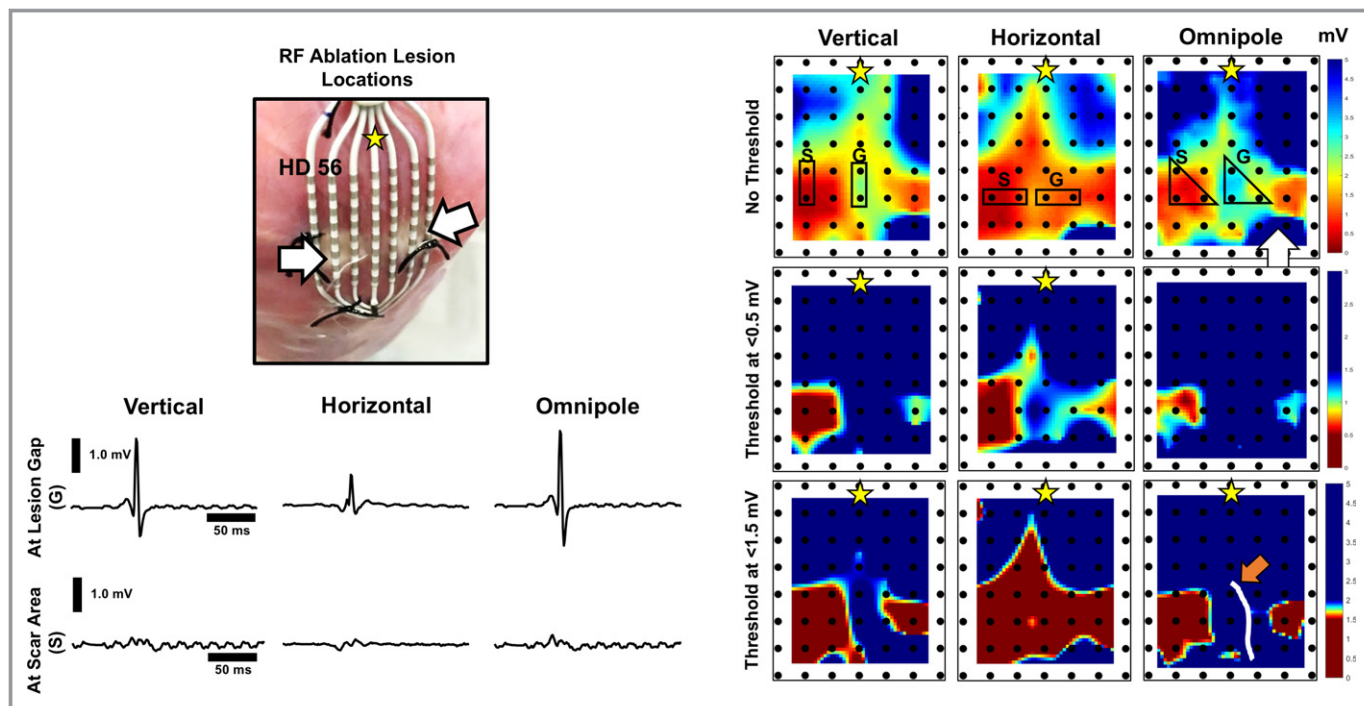 RF Ablation Lesion
Locations
HD 56
Vertical
Horizontal
Omnipole
At Lesion Gap
(G)
1.0 mV
50 ms
At Scar Area
(S)
1.0 mV
50 ms
Vertical
Horizontal
Omnipole
mV
No Threshold
S
G
S
G
S
G
5
4.5
4
3.5
3
2.5
2
1.5
1
0.5
0
Threshold at <0.5 mV
3
2.5
2
1.5
1
0.5
0
Threshold at <1.5 mV
5
4.5
4
3.5
3
2.5
2
1.5
1
0.5
0